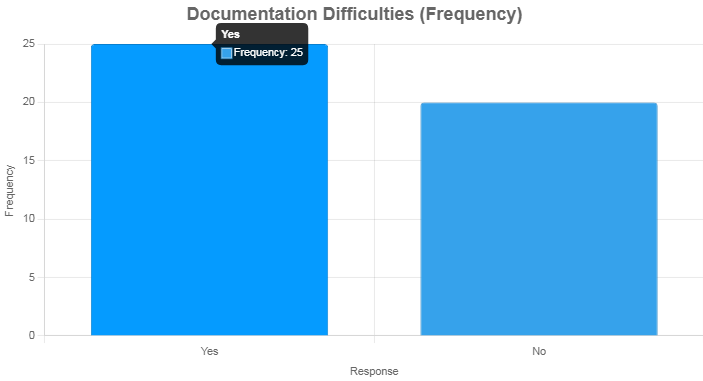 Documentation Difficulties (Frequency)
Yes
Frequency: 25
25
20
15
10
5
0
Frequency
Yes
No
Response